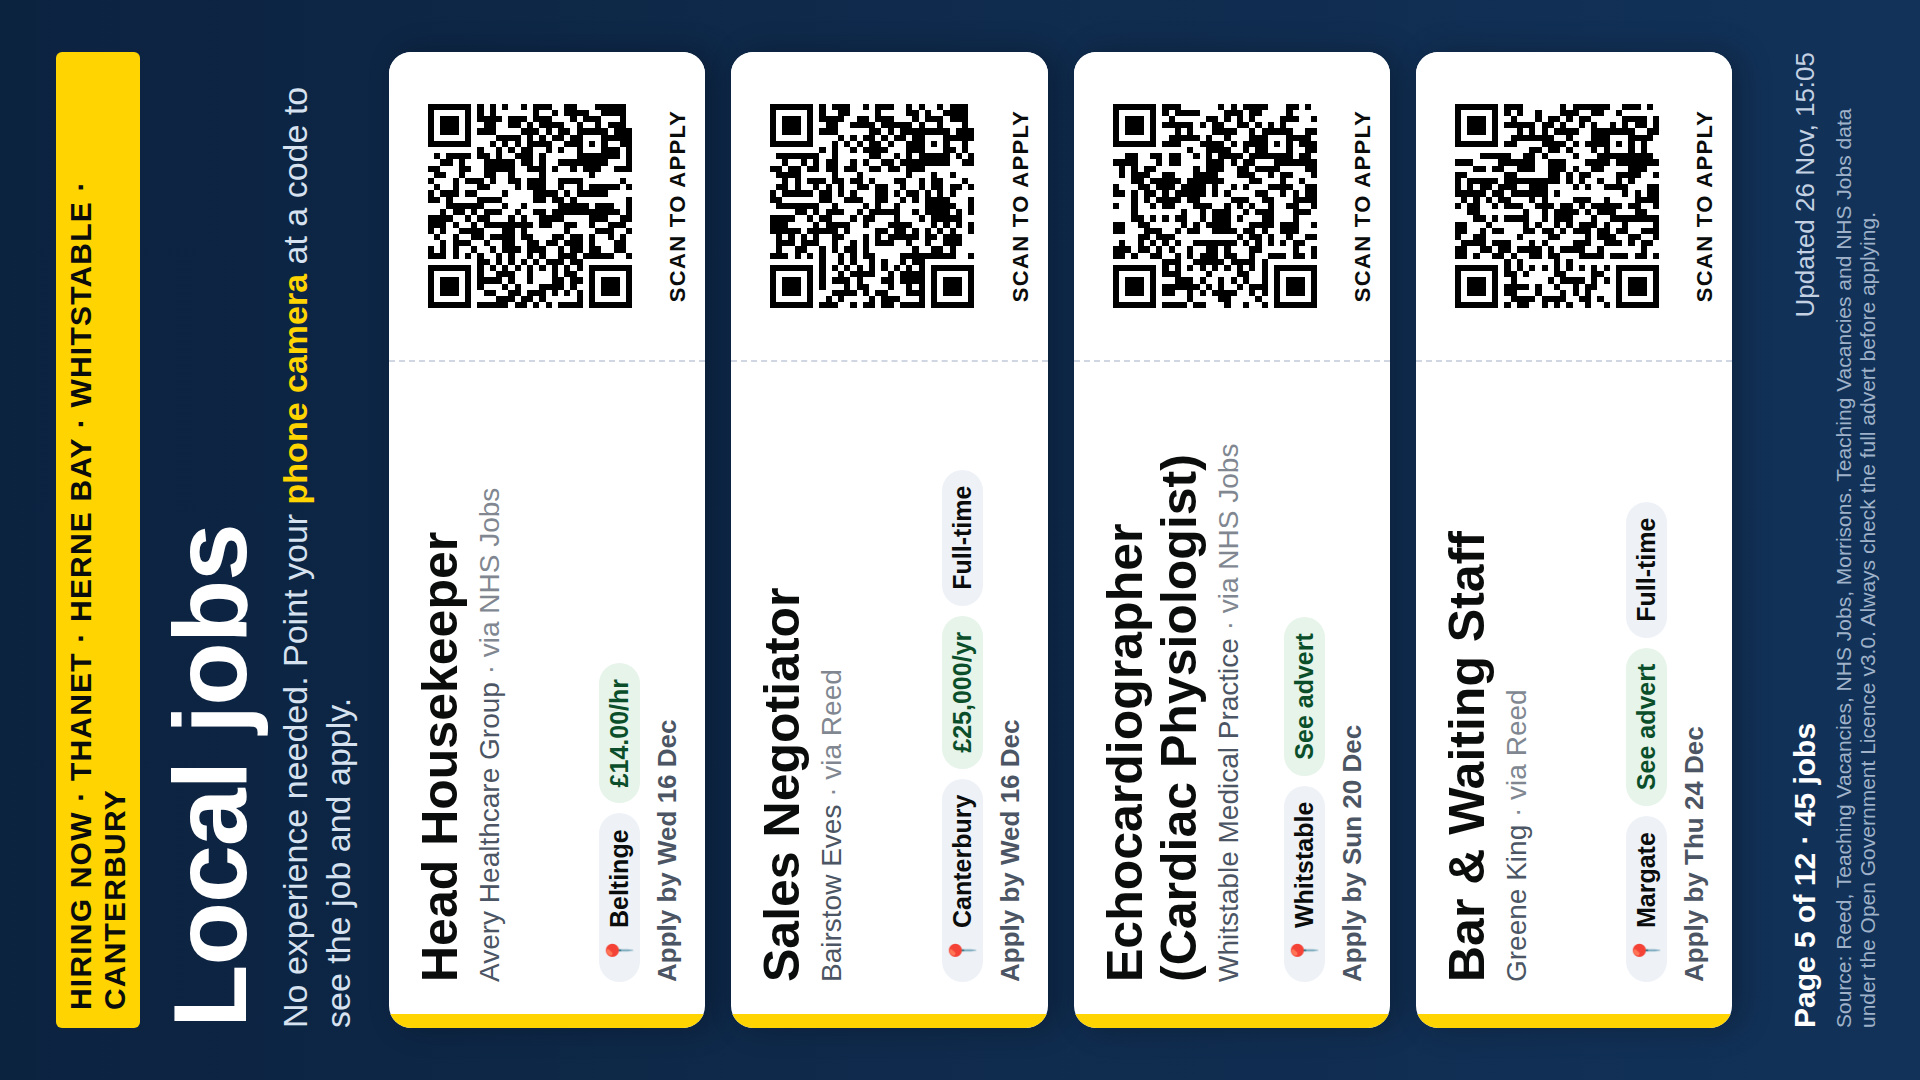 HIRING NOW · THANET · HERNE BAY · WHITSTABLE ·
CANTERBURY
Local jobs
No experience needed. Point your phone camera at a code to
see the job and apply.
Head Housekeeper
Avery Healthcare Group · via NHS Jobs
📍 Beltinge £14.00/hr
Apply by Wed 16 Dec
SCAN TO APPLY
Sales Negotiator
Bairstow Eves · via Reed
📍 Canterbury £25,000/yr Full-time
Apply by Wed 16 Dec
SCAN TO APPLY
Echocardiographer
(Cardiac Physiologist)
Whitstable Medical Practice · via NHS Jobs
📍 Whitstable See advert
Apply by Sun 20 Dec
SCAN TO APPLY
Bar & Waiting Staff
Greene King · via Reed
📍 Margate See advert Full-time
Apply by Thu 24 Dec
SCAN TO APPLY
Page 5 of 12 · 45 jobs
Updated 26 Nov, 15:05
Source: Reed, Teaching Vacancies, NHS Jobs, Morrisons. Teaching Vacancies and NHS Jobs data
under the Open Government Licence v3.0. Always check the full advert before applying.